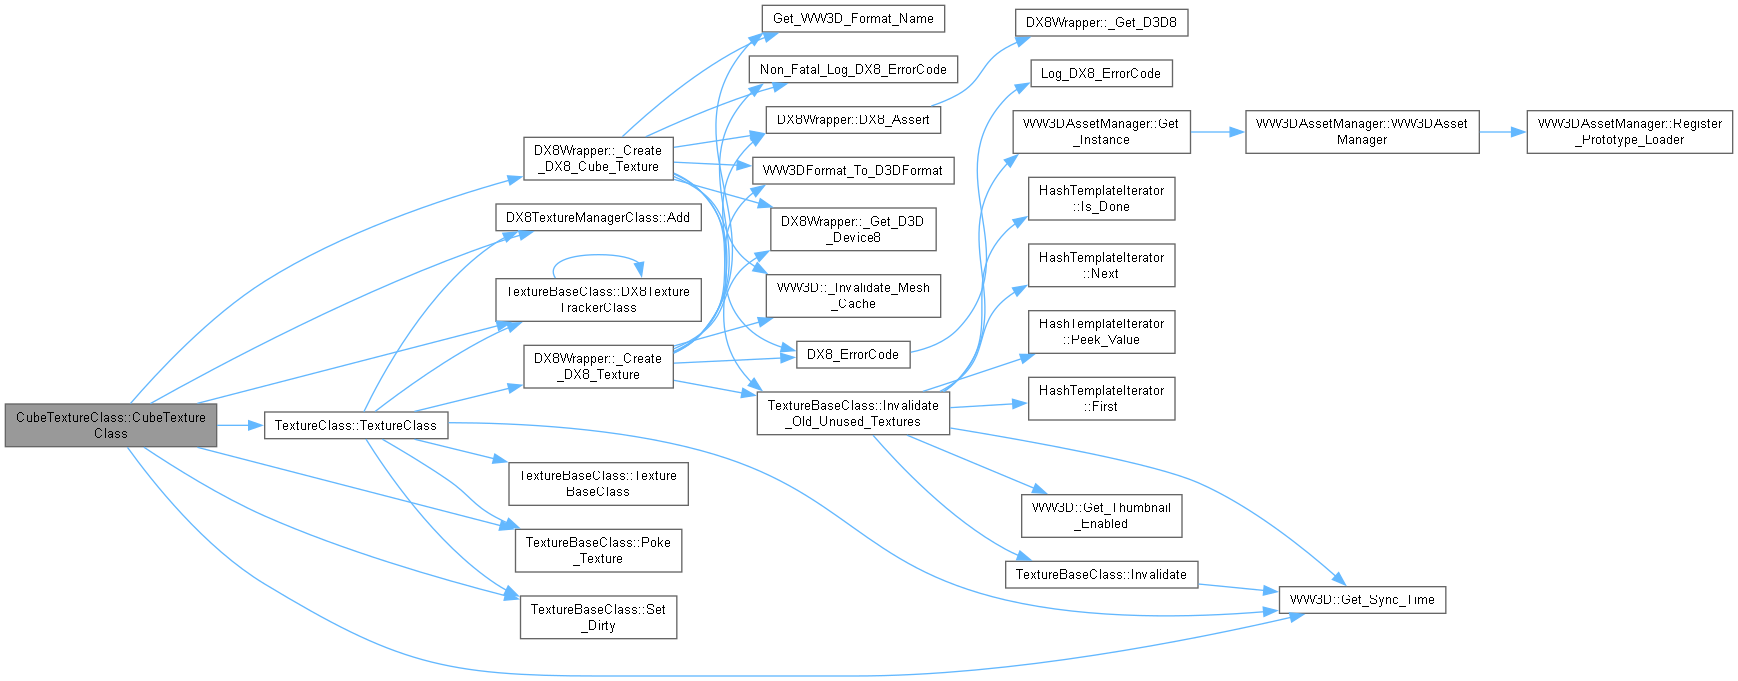 CubeTextureClass::CubeTexture
Class
DX8Wrapper::_Create
_DX8_Cube_Texture
DX8TextureManagerClass::Add
TextureBaseClass::DX8Texture
TrackerClass
DX8Wrapper::_Create
_DX8_Texture
TextureClass::TextureClass
TextureBaseClass::Texture
BaseClass
TextureBaseClass::Poke
_Texture
TextureBaseClass::Set
_Dirty
Get_WW3D_Format_Name
Non_Fatal_Log_DX8_ErrorCode
DX8Wrapper::DX8_Assert
WW3DFormat_To_D3DFormat
DX8Wrapper::_Get_D3D
_Device8
WW3D::_Invalidate_Mesh
_Cache
DX8_ErrorCode
TextureBaseClass::Invalidate
_Old_Unused_Textures
DX8Wrapper::_Get_D3D8
Log_DX8_ErrorCode
WW3DAssetManager::Get
_Instance
HashTemplateIterator
::Is_Done
HashTemplateIterator
::Next
HashTemplateIterator
::Peek_Value
HashTemplateIterator
::First
WW3D::Get_Thumbnail
_Enabled
TextureBaseClass::Invalidate
WW3DAssetManager::WW3DAsset
Manager
WW3D::Get_Sync_Time
WW3DAssetManager::Register
_Prototype_Loader